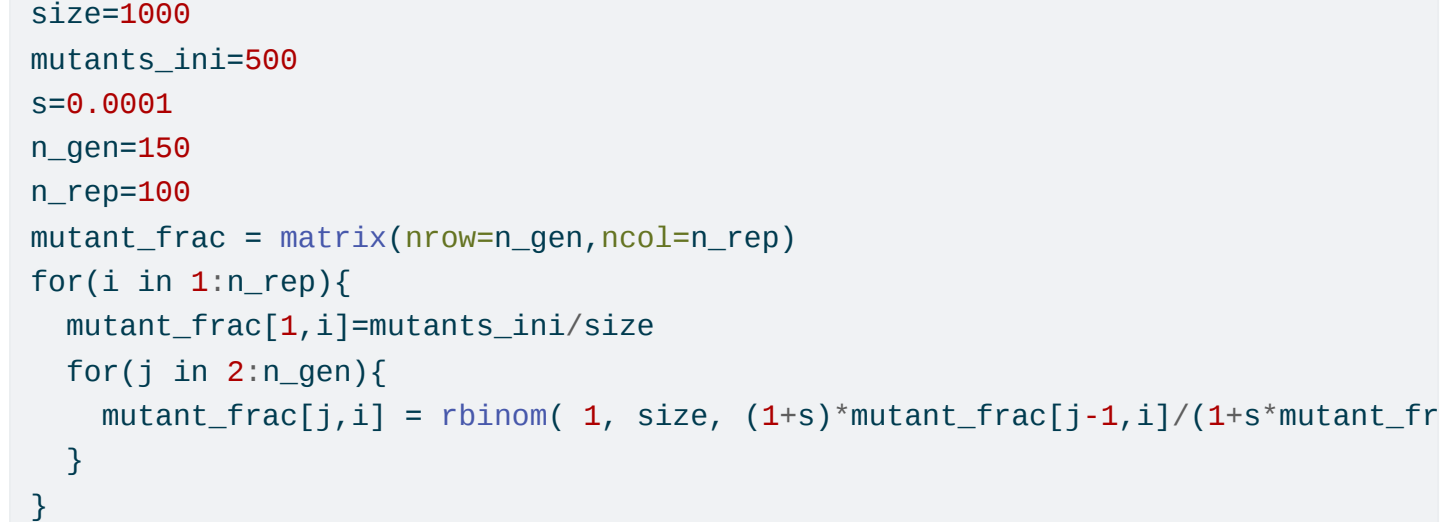 size=1000
mutants_ini=500
s=0.0001
n_gen=150
n_rep=100
mutant_frac = matrix(nrow=n_gen,ncol=n_rep)
for(i in 1:n_rep){
  mutant_frac[1,i]=mutants_ini/size
  for(j in 2:n_gen){
    mutant_frac[j,i] = rbinom( 1, size, (1+s)*mutant_frac[j-1,i]/(1+s*mutant_fr
  }
}